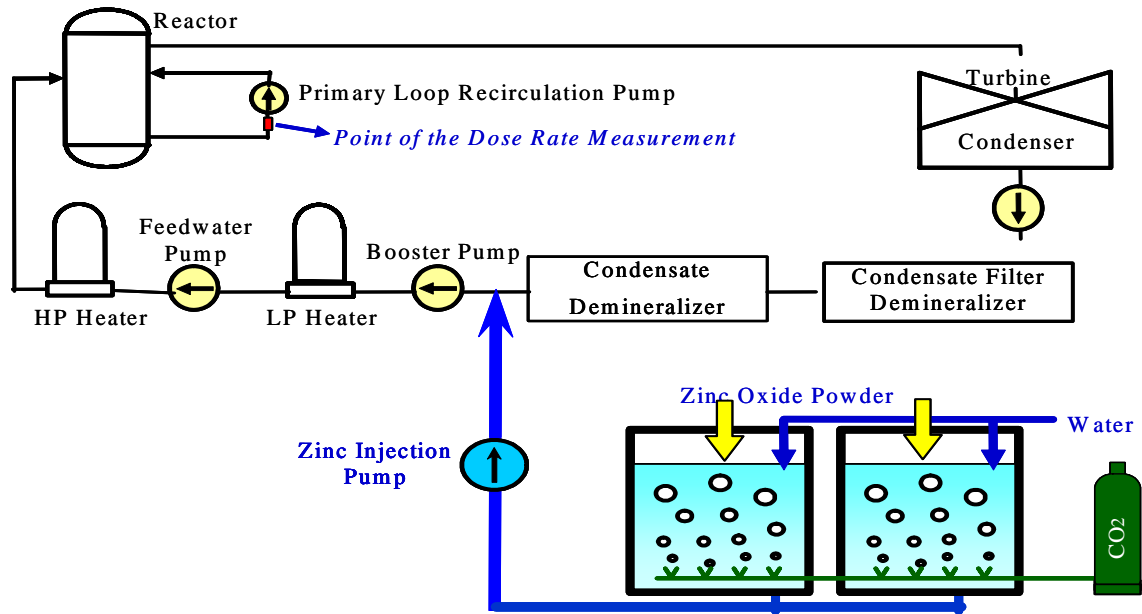 Reactor
Turbine
Primary Loop Recirculation Pump
Point of the Dose Rate Measurement
Condenser
Feedwater
Pump
Booster Pump
Condensate
Demineralizer
Condensate Filter
Demineralizer
HP Heater
LP Heater
Zinc Oxide Powder
Water
Zinc Injection
Pump
CO2